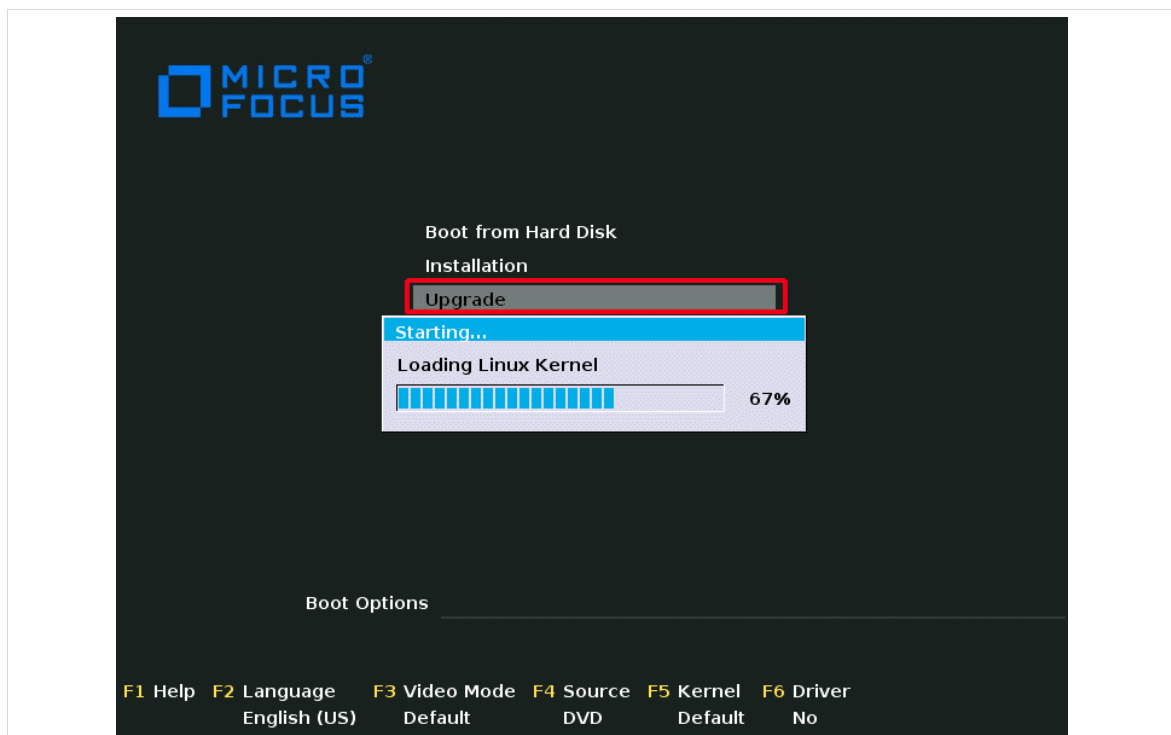 MICRO®
FOCUS
Boot from Hard Disk
Installation
Upgrade
Starting...
Loading Linux Kernel
67%
Boot Options
F1 Help F2 Language F3 Video Mode F4 Source F5 Kernel F6 Driver
English (US) Default DVD Default No